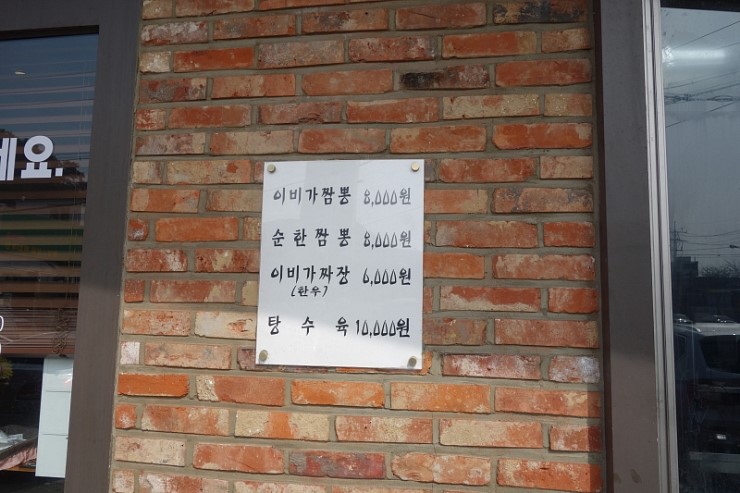 세요.
이비가짬뽕 8,000원
순한짬뽕 8,000원
이비가짜장 6,000원
(한우)
탕수육 10,000원